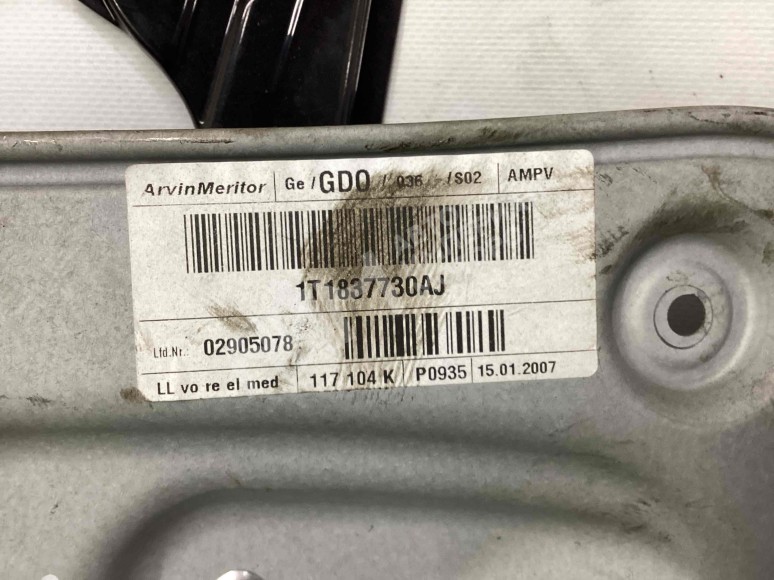 ArvinMeritor Ge / GDO / 036 / S02 AMPV
1T1837730AJ
Lfd.Nr.: 02905078
LL vo re el med 117 104 K P0935 15.01.2007